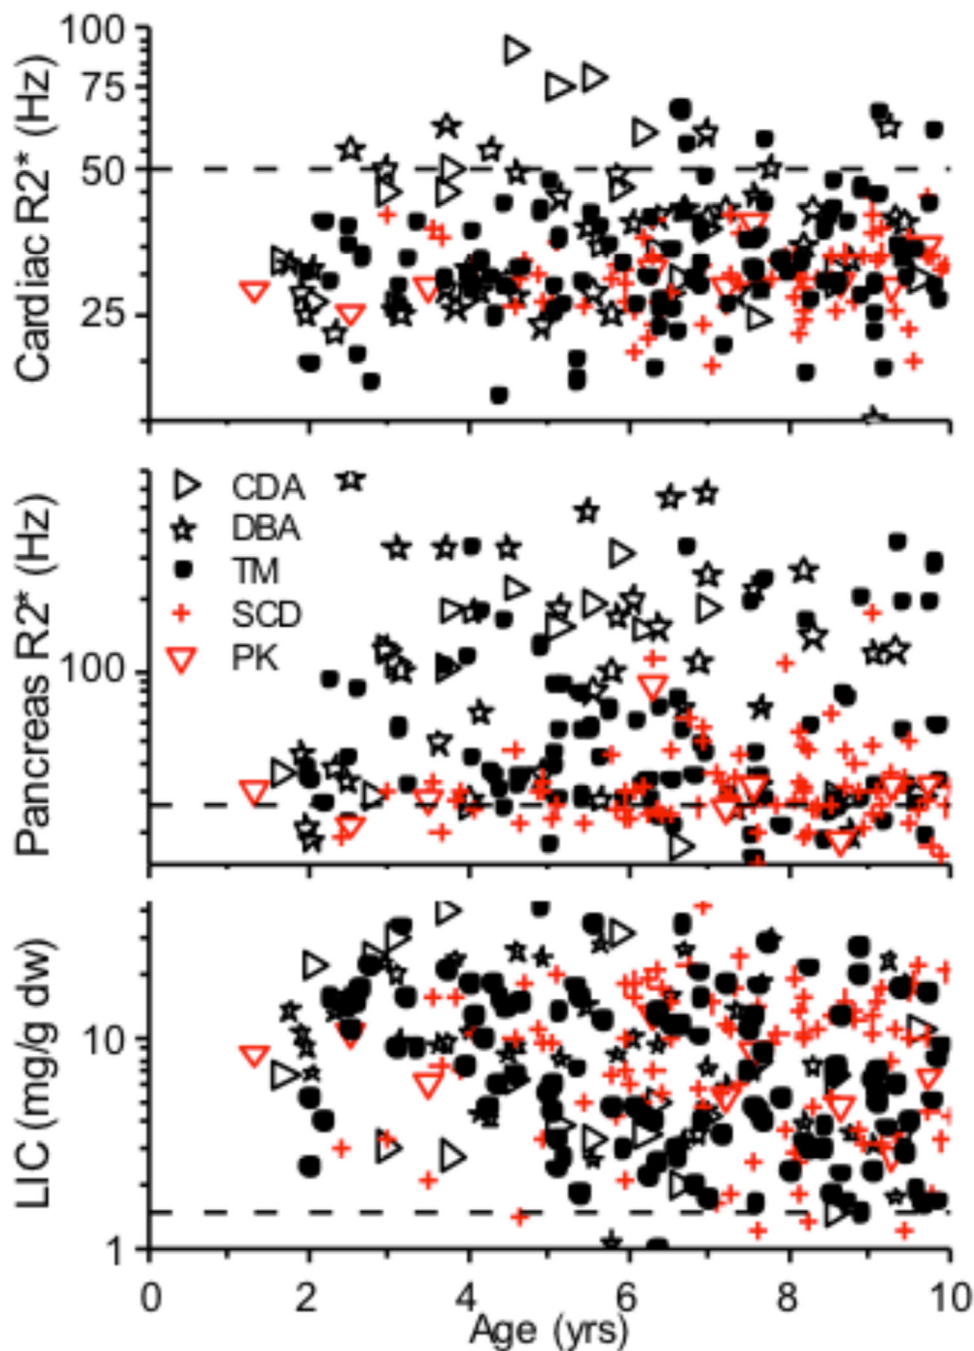 100
75
50
25
Cardiac R2* (Hz)
CDA
DBA
TM
SCD
PK
100
Pancreas R2* (Hz)
10
1
LIC (mg/g dw)
0 2 4 6 8 10
Age (yrs)